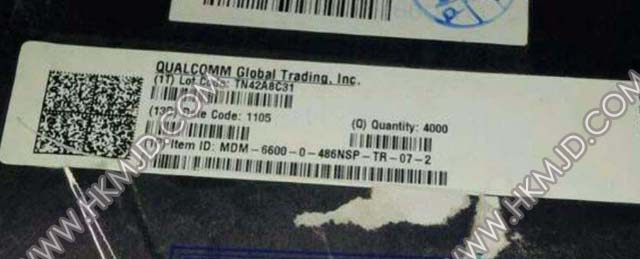 QUALCOMM Global Trading, Inc.
(1T) Lot Code: TN42A8C31
Date Code: 1105
(Q) Quantity: 4000
Item ID: MDM-6600-0-486NSP-TR-07-2
WWW.HKMJD.COM
WWW.HKMJD.COM
WWW.HKMJD.COM